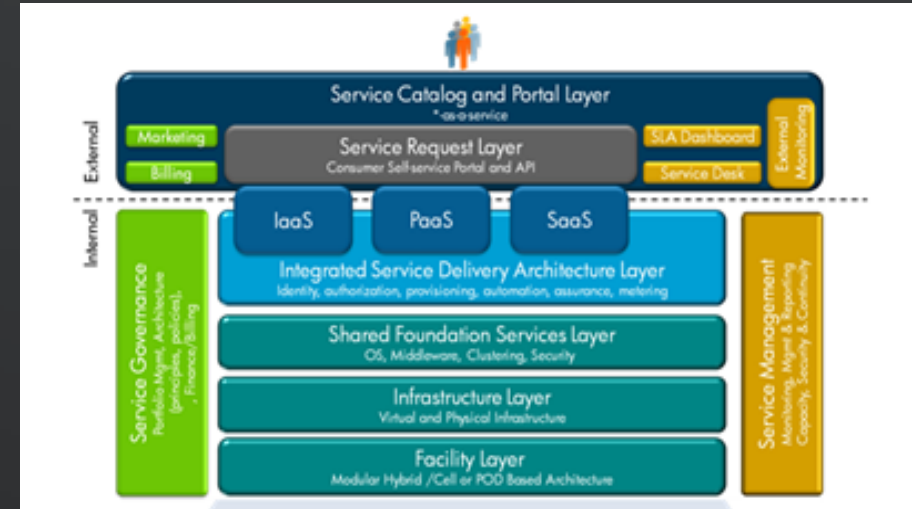 Service Catalog and Portal Layer
*-as-a-service
External
Marketing
Billing
Service Request Layer
Consumer Self-service Portal and API
SLA Dashboard
Service Desk
External
Monitoring
Internal
IaaS
PaaS
SaaS
Integrated Service Delivery Architecture Layer
Identity, authorization, provisioning, automation, assurance, metering
Service Governance
Portfolio Mgmt, Architecture
(principles, policies),
, Finance/Billing
Shared Foundation Services Layer
OS, Middleware, Clustering, Security
Infrastructure Layer
Virtual and Physical Infrastructure
Facility Layer
Modular Hybrid /Cell or POD Based Architecture
Service Management
Monitoring, Mgmt & Reporting
Capacity, Security & Continuity